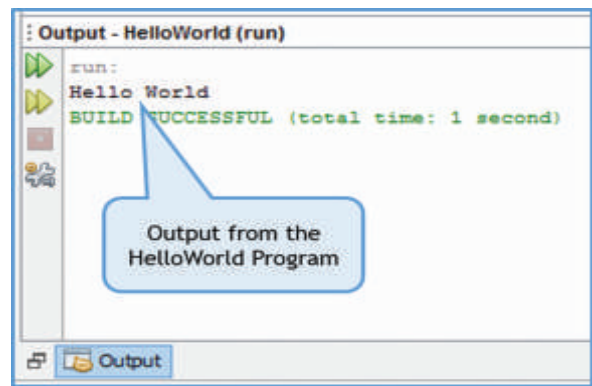 Output - HelloWorld (run)
run:
Hello World
BUILD SUCCESSFUL (total time: 1 second)
Output from the
HelloWorld Program
Output